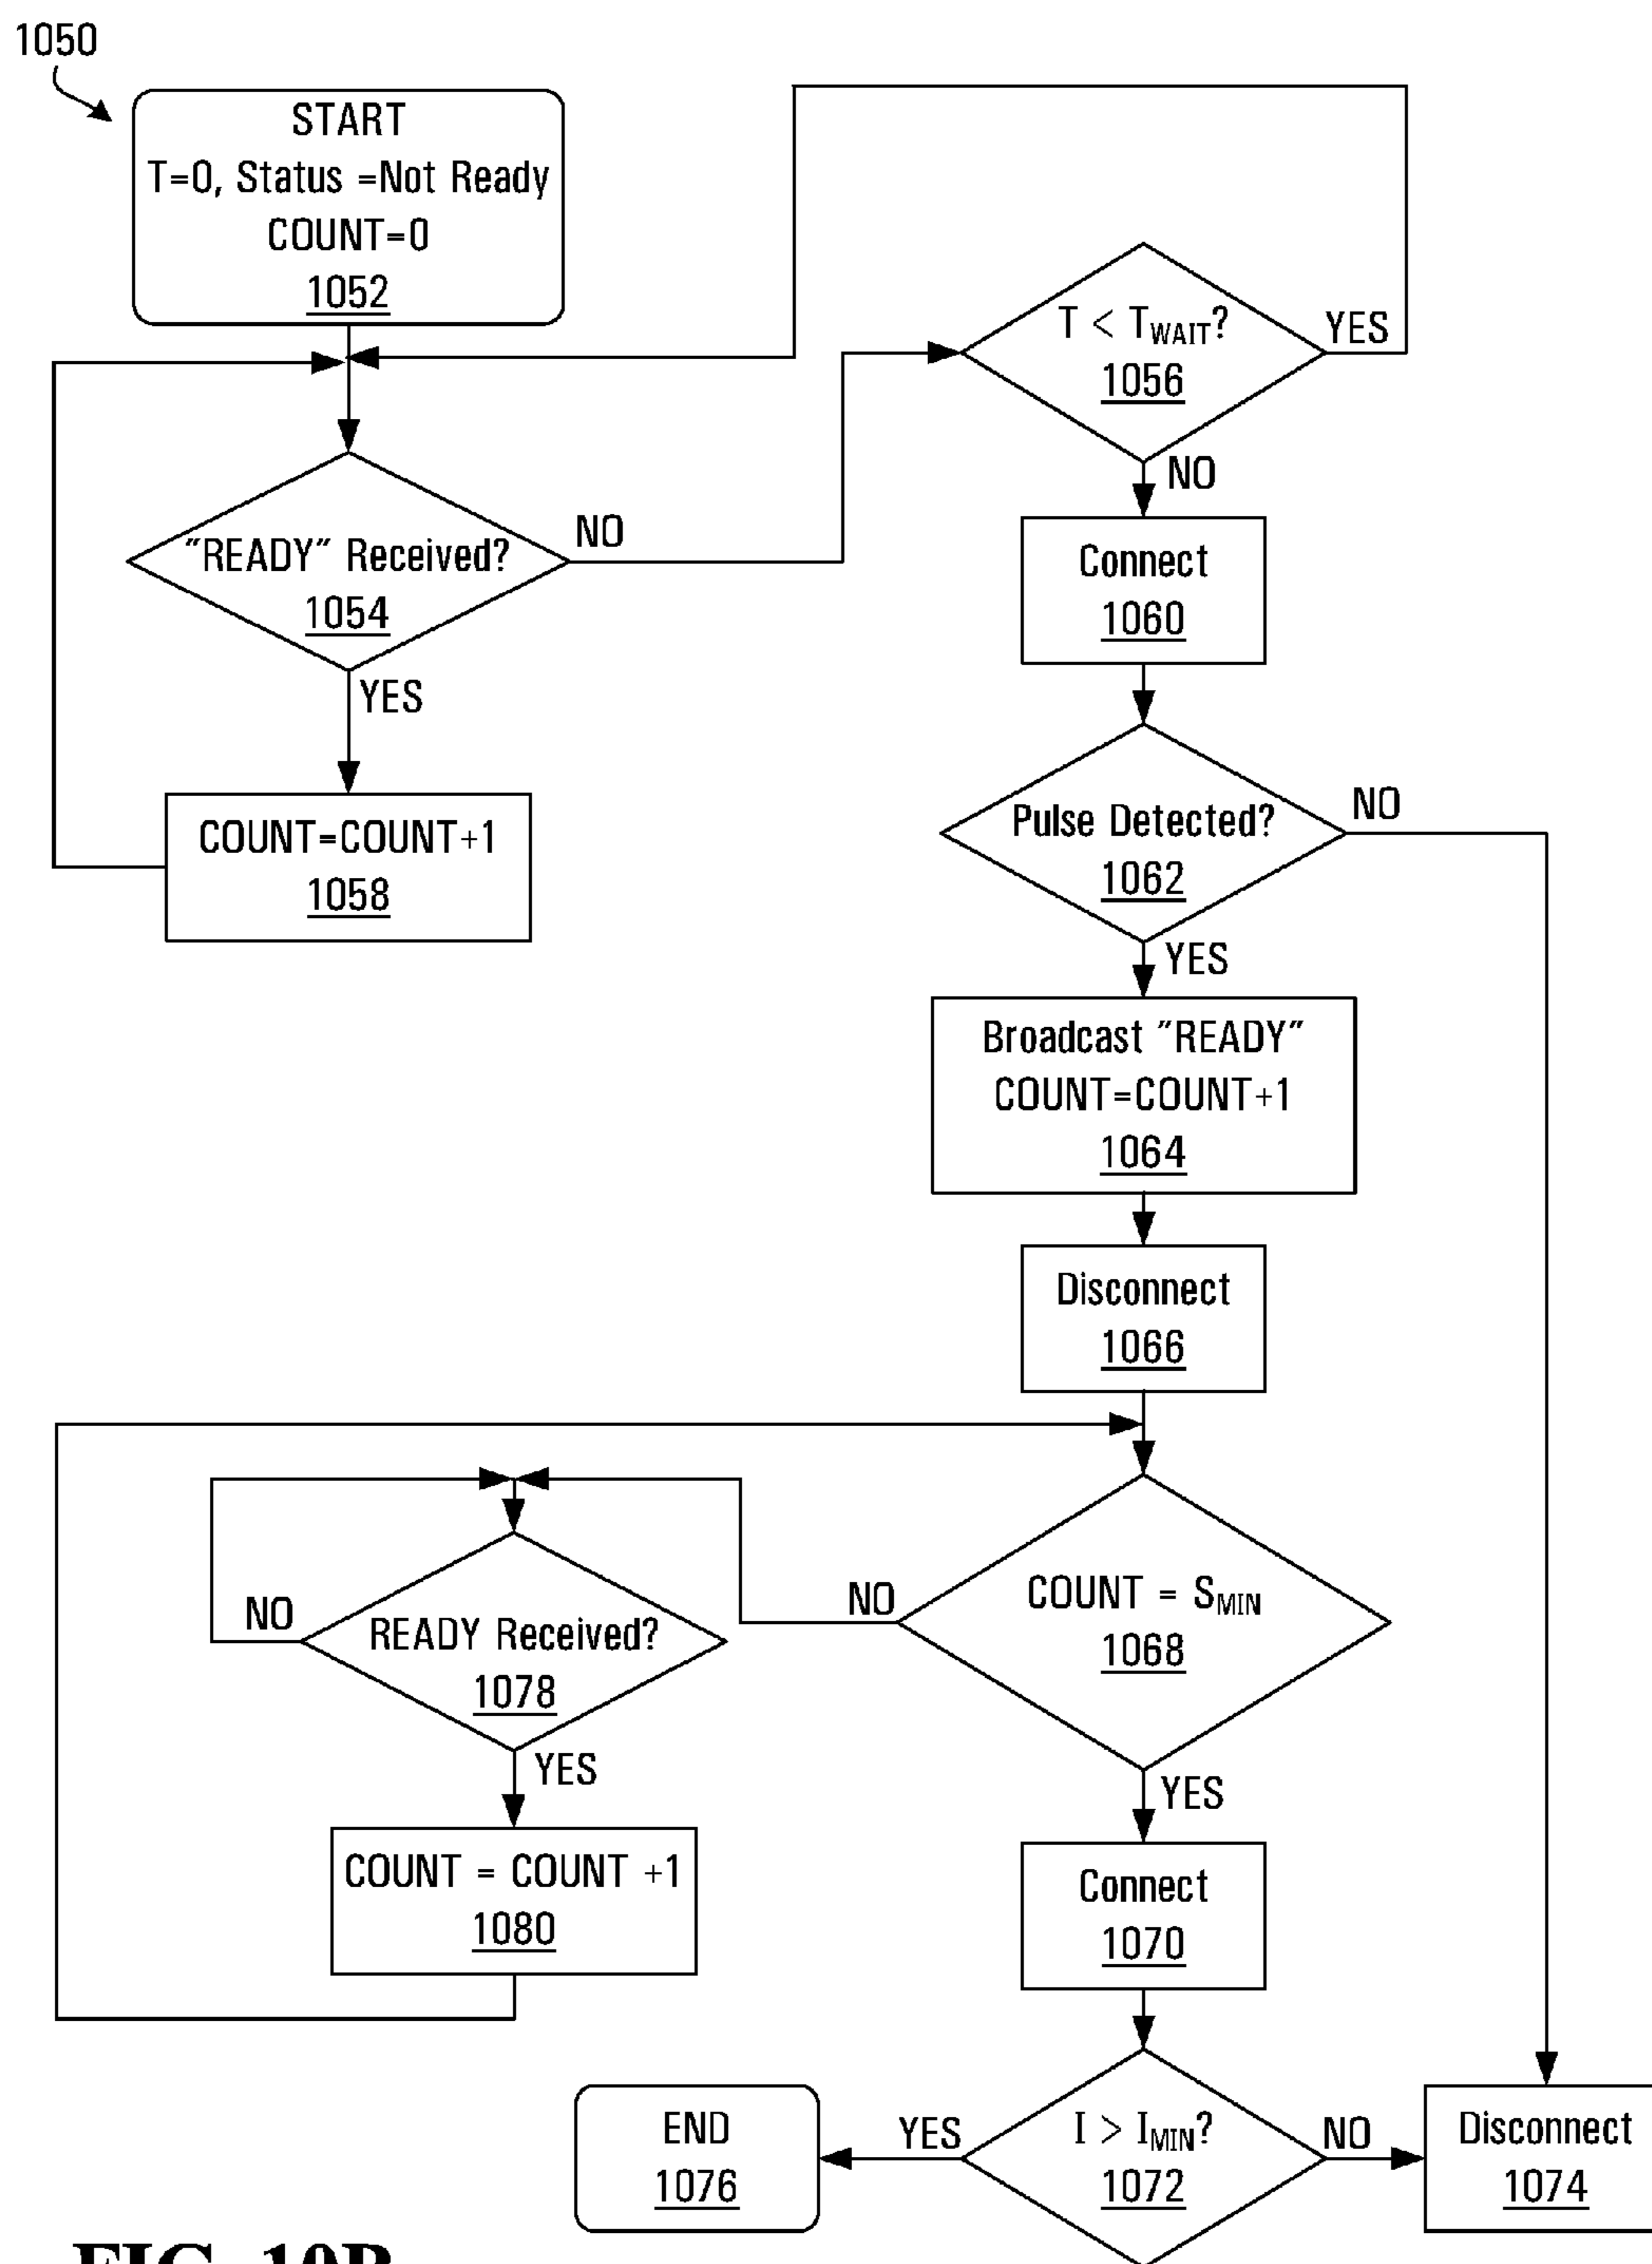 1050
START
T=0, Status =Not Ready
COUNT=0
1052
"READY" Received?
1054
NO
YES
COUNT=COUNT+1
1058
T < TWAIT?
1056
YES
NO
Connect
1060
Pulse Detected?
1062
NO
YES
Broadcast "READY"
COUNT=COUNT+1
1064
Disconnect
1066
COUNT = SMIN
1068
NO
YES
READY Received?
1078
NO
YES
COUNT = COUNT +1
1080
Connect
1070
I > IMIN?
1072
YES
NO
END
1076
Disconnect
1074
FIG. 10B